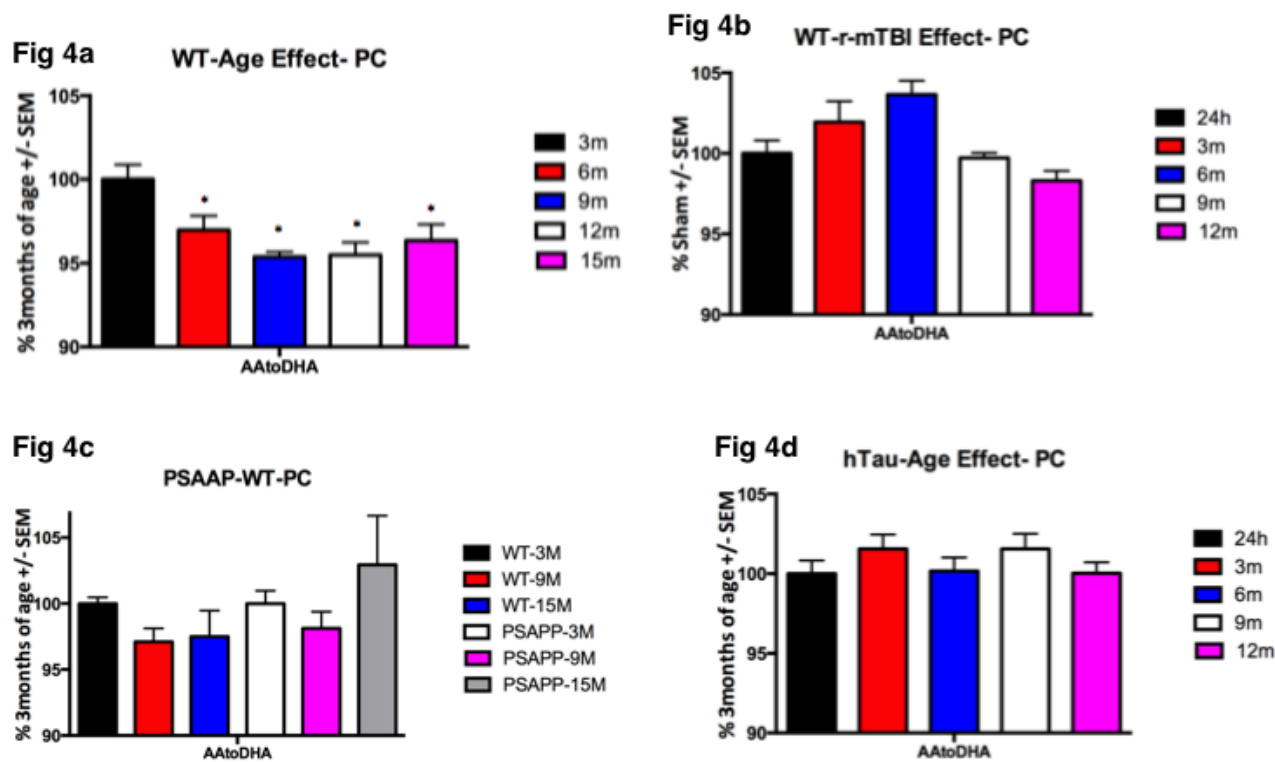 Fig 4a
WT-Age Effect- PC
% 3months of age +/- SEM
105
100
95
90
*
*
*
*
AAtoDHA
3m
6m
9m
12m
15m
Fig 4b
WT-r-mTBI Effect- PC
% Sham +/- SEM
105
100
95
90
AAtoDHA
24h
3m
6m
9m
12m
Fig 4c
PSAAP-WT-PC
% 3months of age +/- SEM
105
100
95
90
AAtoDHA
WT-3M
WT-9M
WT-15M
PSAPP-3M
PSAPP-9M
PSAPP-15M
Fig 4d
hTau-Age Effect- PC
% 3months of age +/- SEM
105
100
95
90
AAtoDHA
24h
3m
6m
9m
12m